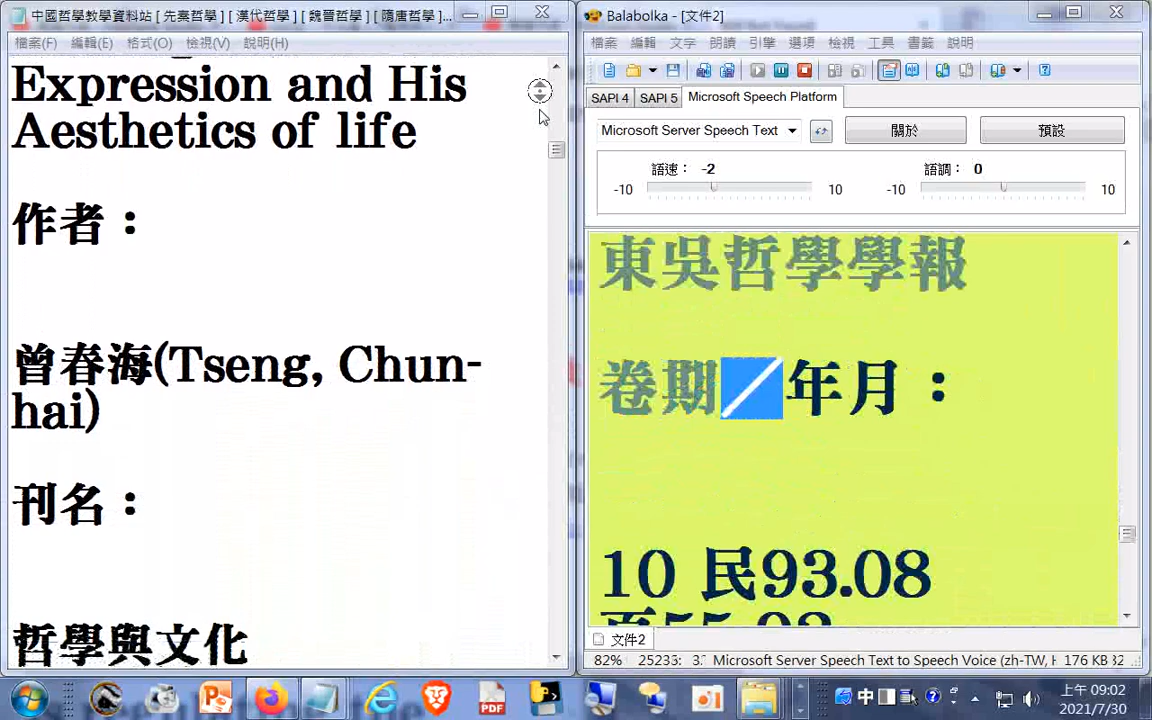 中國哲學教學資料站 [ 先秦哲學 ] [ 漢代哲學 ] [ 魏晉哲學 ] [ 隋唐哲學 ]...
檔案(F) 編輯(E) 格式(O) 檢視(V) 說明(H)
Expression and His
Aesthetics of life
作者：
曾春海(Tseng, Chun-
hai)
刊名：
哲學與文化
Balabolka - [文件2]
檔案 編輯 文字 朗讀 引擎 選項 檢視 工具 書籤 說明
SAPI 4 SAPI 5 Microsoft Speech Platform
Microsoft Server Speech Text 關於 預設
語速： -2 語調： 0
-10 10 -10 10
東吳哲學學報
卷期／年月：
10 民93.08
頁55-92
文件2
82% 25235: Microsoft Server Speech Text to Speech Voice (zh-TW, H 176 KB
中
上午 09:02
2021/7/30